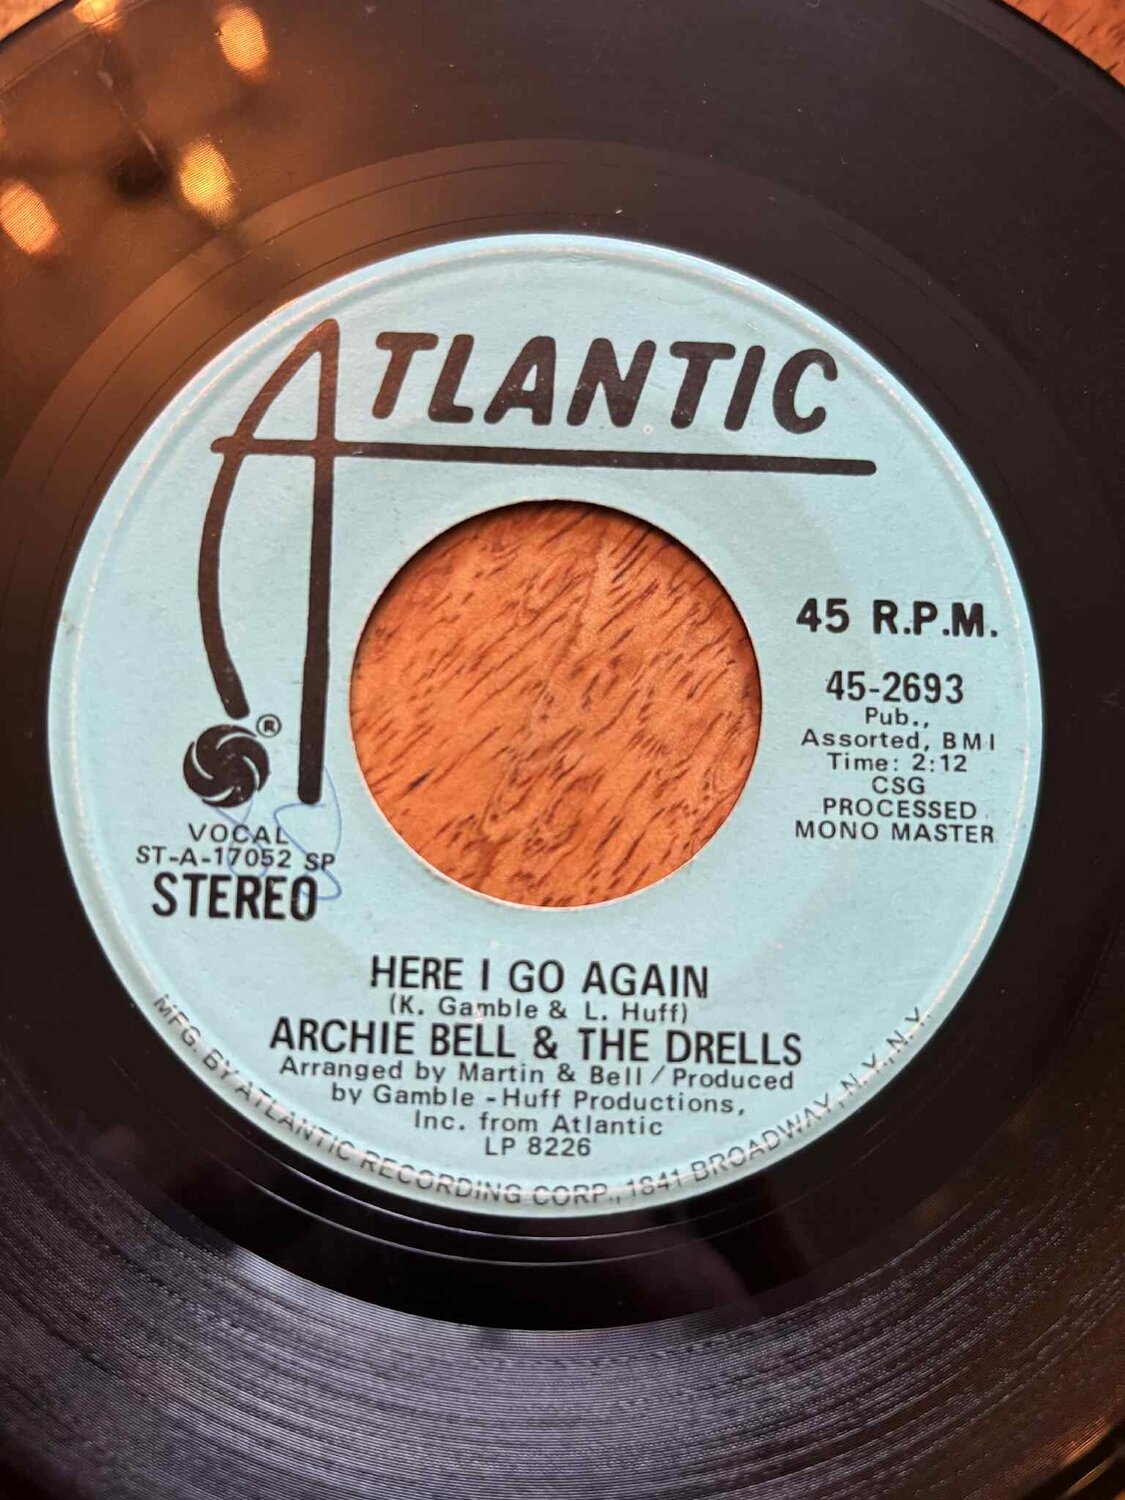 ATLANTIC
®
45 R.P.M.
45-2693
Pub.,
Assorted, BMI
Time: 2:12
CSG
PROCESSED
MONO MASTER
VOCAL
ST-A-17052 SP
STEREO
HERE I GO AGAIN
(K. Gamble & L. Huff)
ARCHIE BELL & THE DRELLS
Arranged by Martin & Bell / Produced
by Gamble - Huff Productions,
Inc. from Atlantic
LP 8226
MFG. BY ATLANTIC RECORDING CORP., 1841 BROADWAY, N.Y. N.Y.